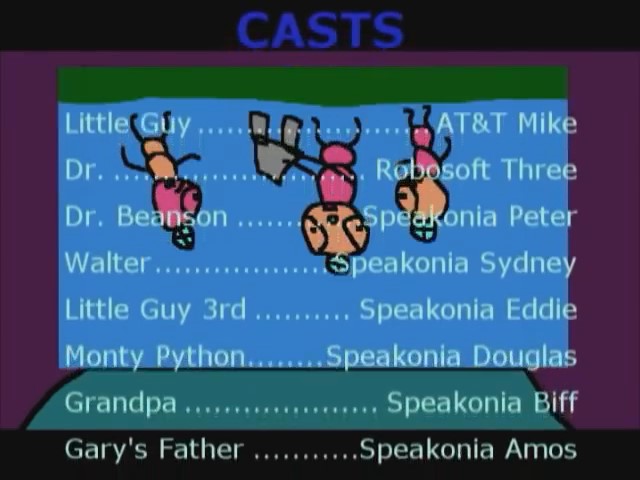 CASTS
Little Guy ........................ AT&T Mike
Dr. .......................... Robosoft Three
Dr. Beanson ............. Speakonia Peter
Walter.................. Speakonia Sydney
Little Guy 3rd .......... Speakonia Eddie
Monty Python........Speakonia Douglas
Grandpa .................... Speakonia Biff
Gary's Father ...........Speakonia Amos